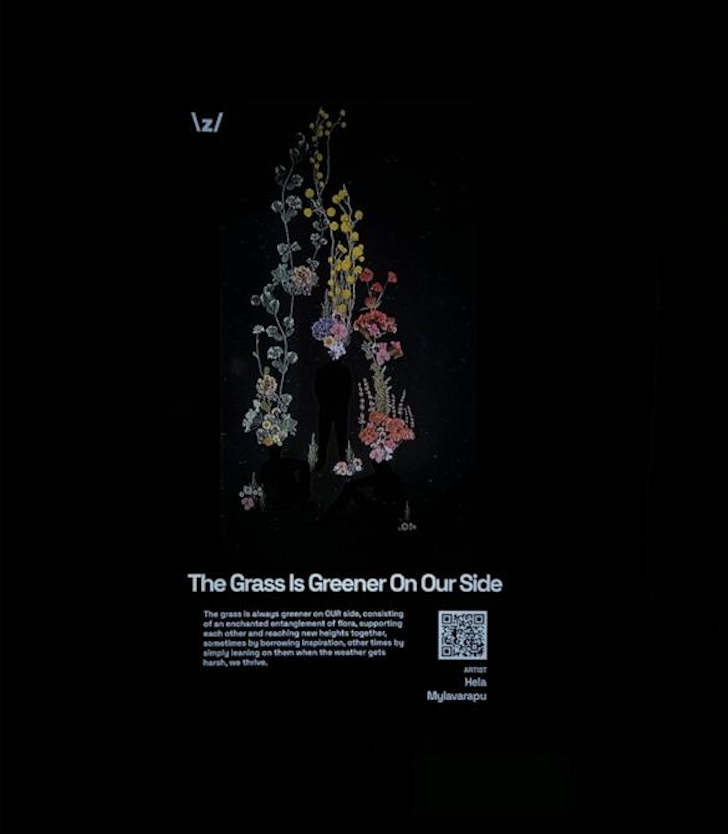 \z/
The Grass Is Greener On Our Side
The grass is always greener on OUR side, consisting
of an enchanted entanglement of flora, supporting
each other and reaching new heights together,
sometimes by borrowing inspiration, other times by
simply leaning on them when the weather gets
harsh, we thrive.
ARTIST
Hela
Mylavarapu